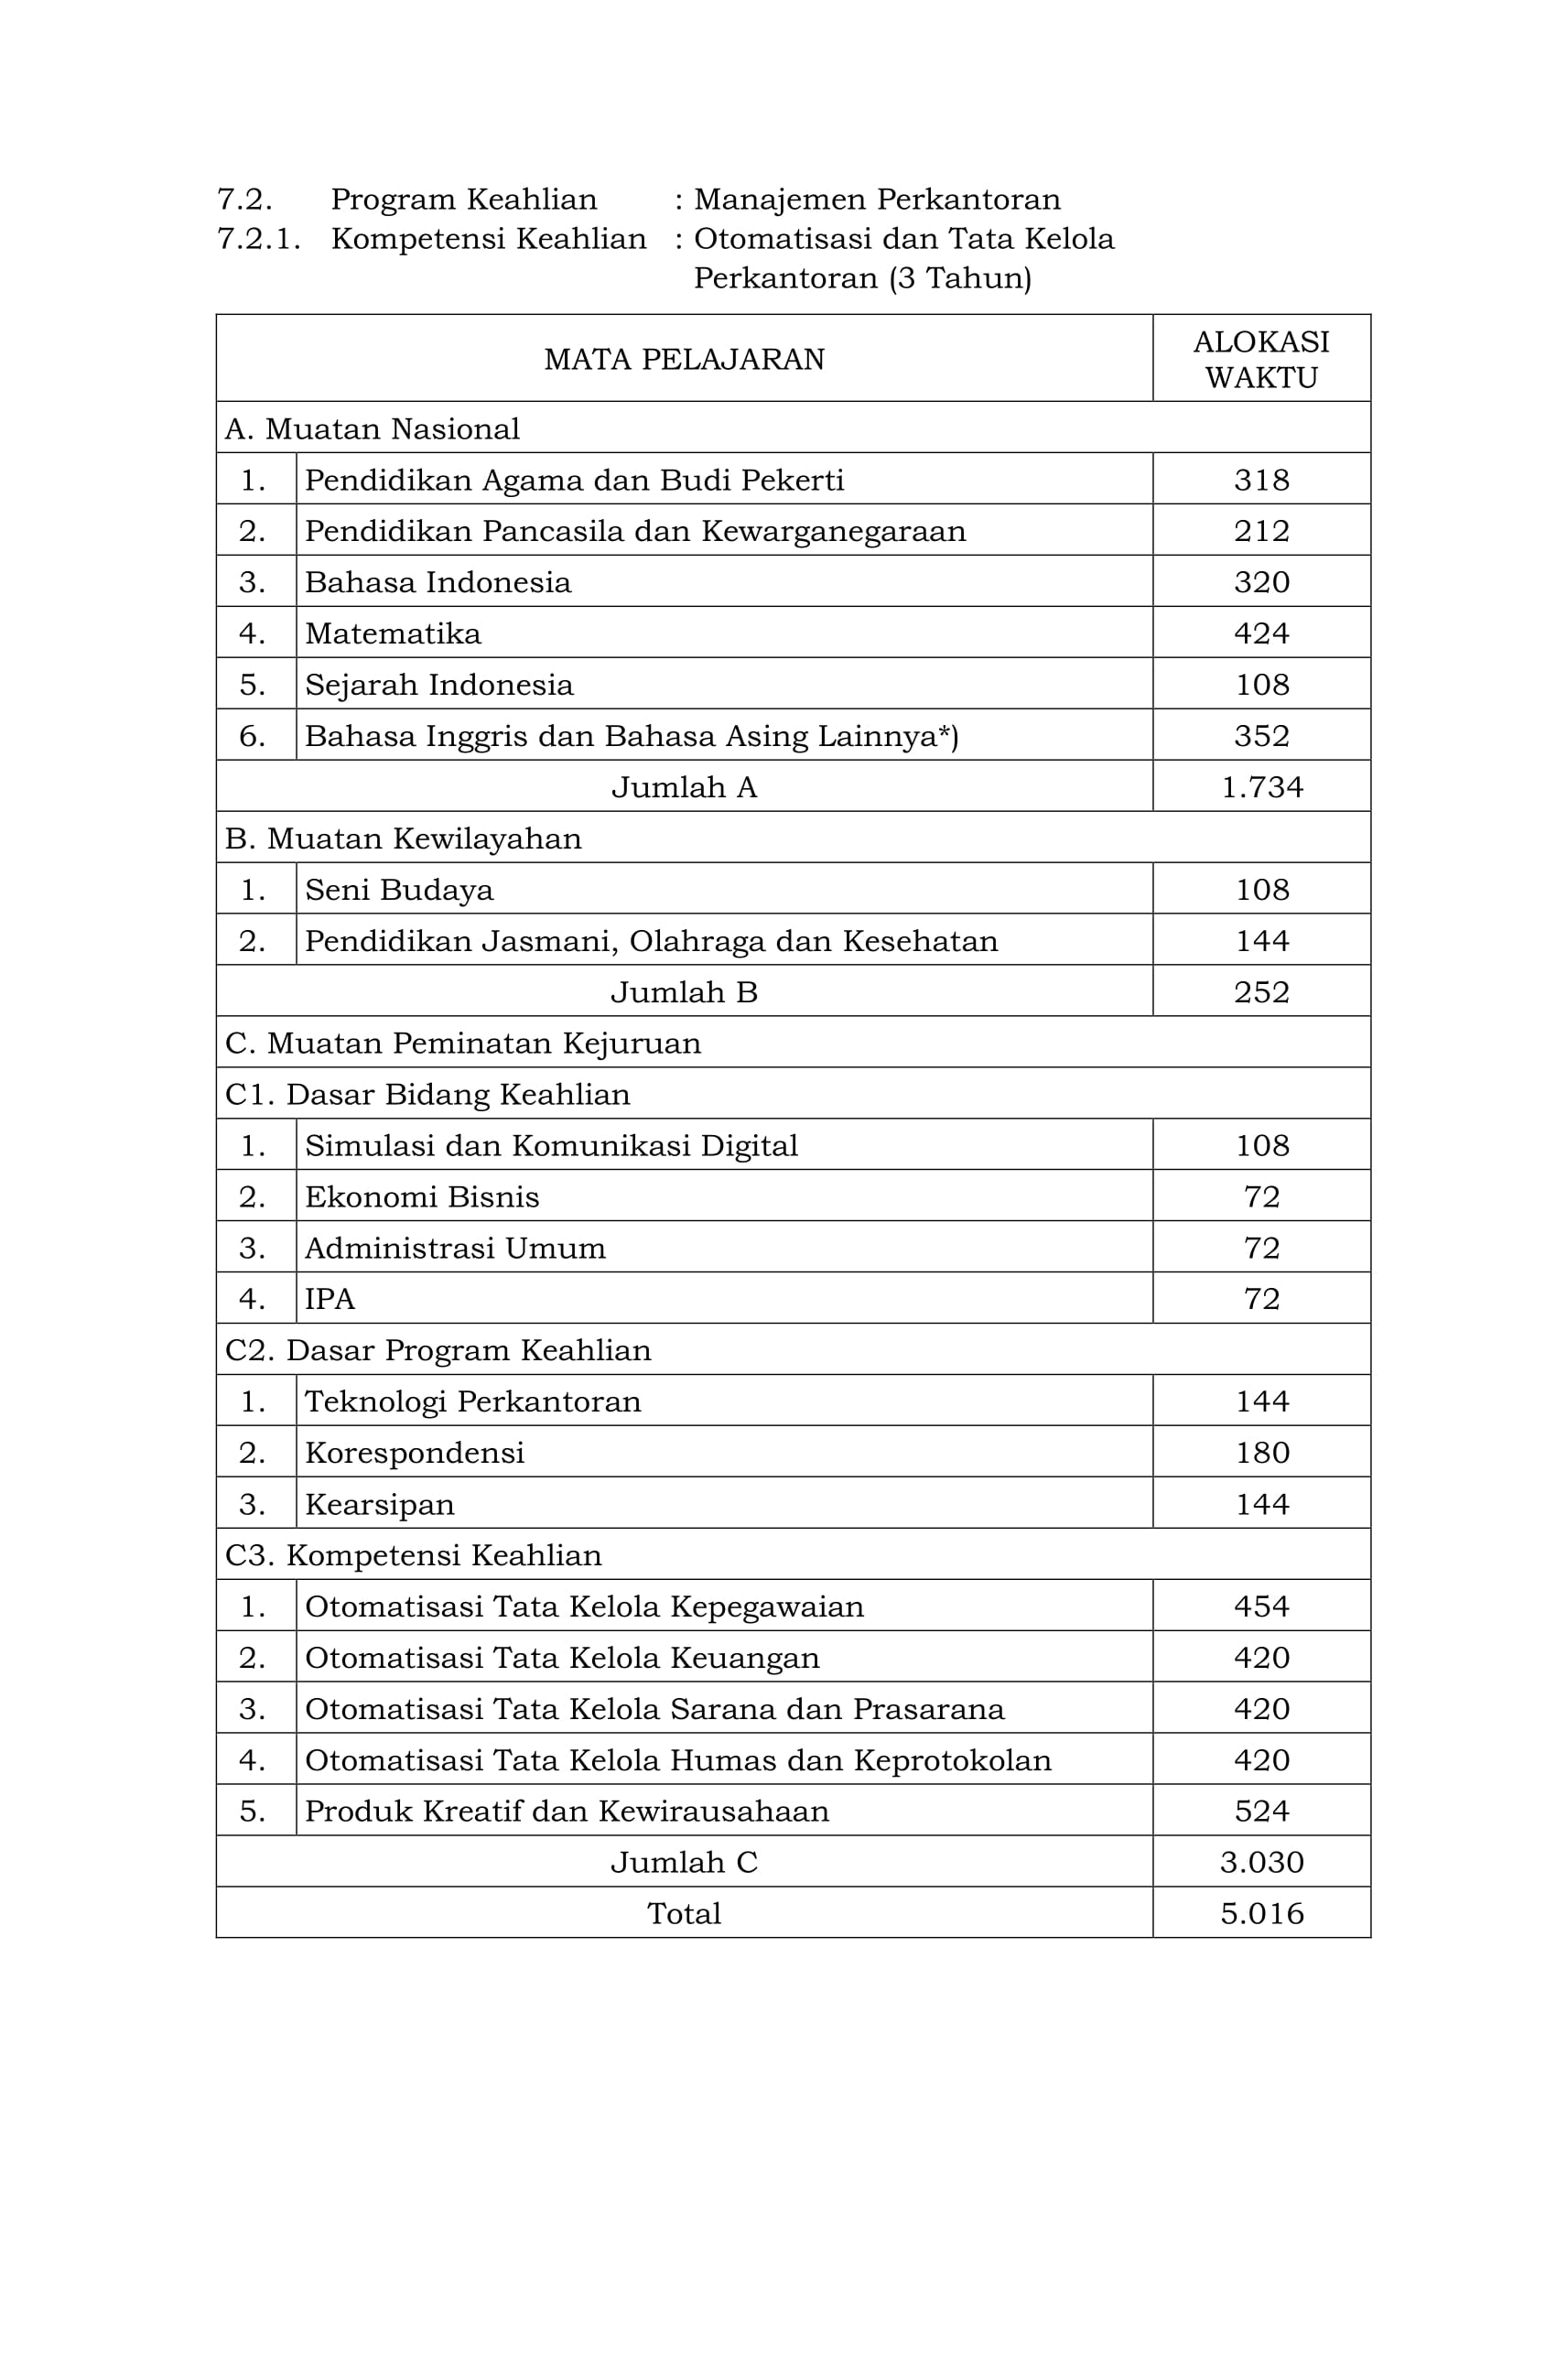 7.2. Program Keahlian : Manajemen Perkantoran
7.2.1. Kompetensi Keahlian : Otomatisasi dan Tata Kelola
Perkantoran (3 Tahun)
MATA PELAJARAN ALOKASI
WAKTU
A. Muatan Nasional
1. Pendidikan Agama dan Budi Pekerti 318
2. Pendidikan Pancasila dan Kewarganegaraan 212
3. Bahasa Indonesia 320
4. Matematika 424
5. Sejarah Indonesia 108
6. Bahasa Inggris dan Bahasa Asing Lainnya*) 352
Jumlah A 1.734
B. Muatan Kewilayahan
1. Seni Budaya 108
2. Pendidikan Jasmani, Olahraga dan Kesehatan 144
Jumlah B 252
C. Muatan Peminatan Kejuruan
C1. Dasar Bidang Keahlian
1. Simulasi dan Komunikasi Digital 108
2. Ekonomi Bisnis 72
3. Administrasi Umum 72
4. IPA 72
C2. Dasar Program Keahlian
1. Teknologi Perkantoran 144
2. Korespondensi 180
3. Kearsipan 144
C3. Kompetensi Keahlian
1. Otomatisasi Tata Kelola Kepegawaian 454
2. Otomatisasi Tata Kelola Keuangan 420
3. Otomatisasi Tata Kelola Sarana dan Prasarana 420
4. Otomatisasi Tata Kelola Humas dan Keprotokolan 420
5. Produk Kreatif dan Kewirausahaan 524
Jumlah C 3.030
Total 5.016